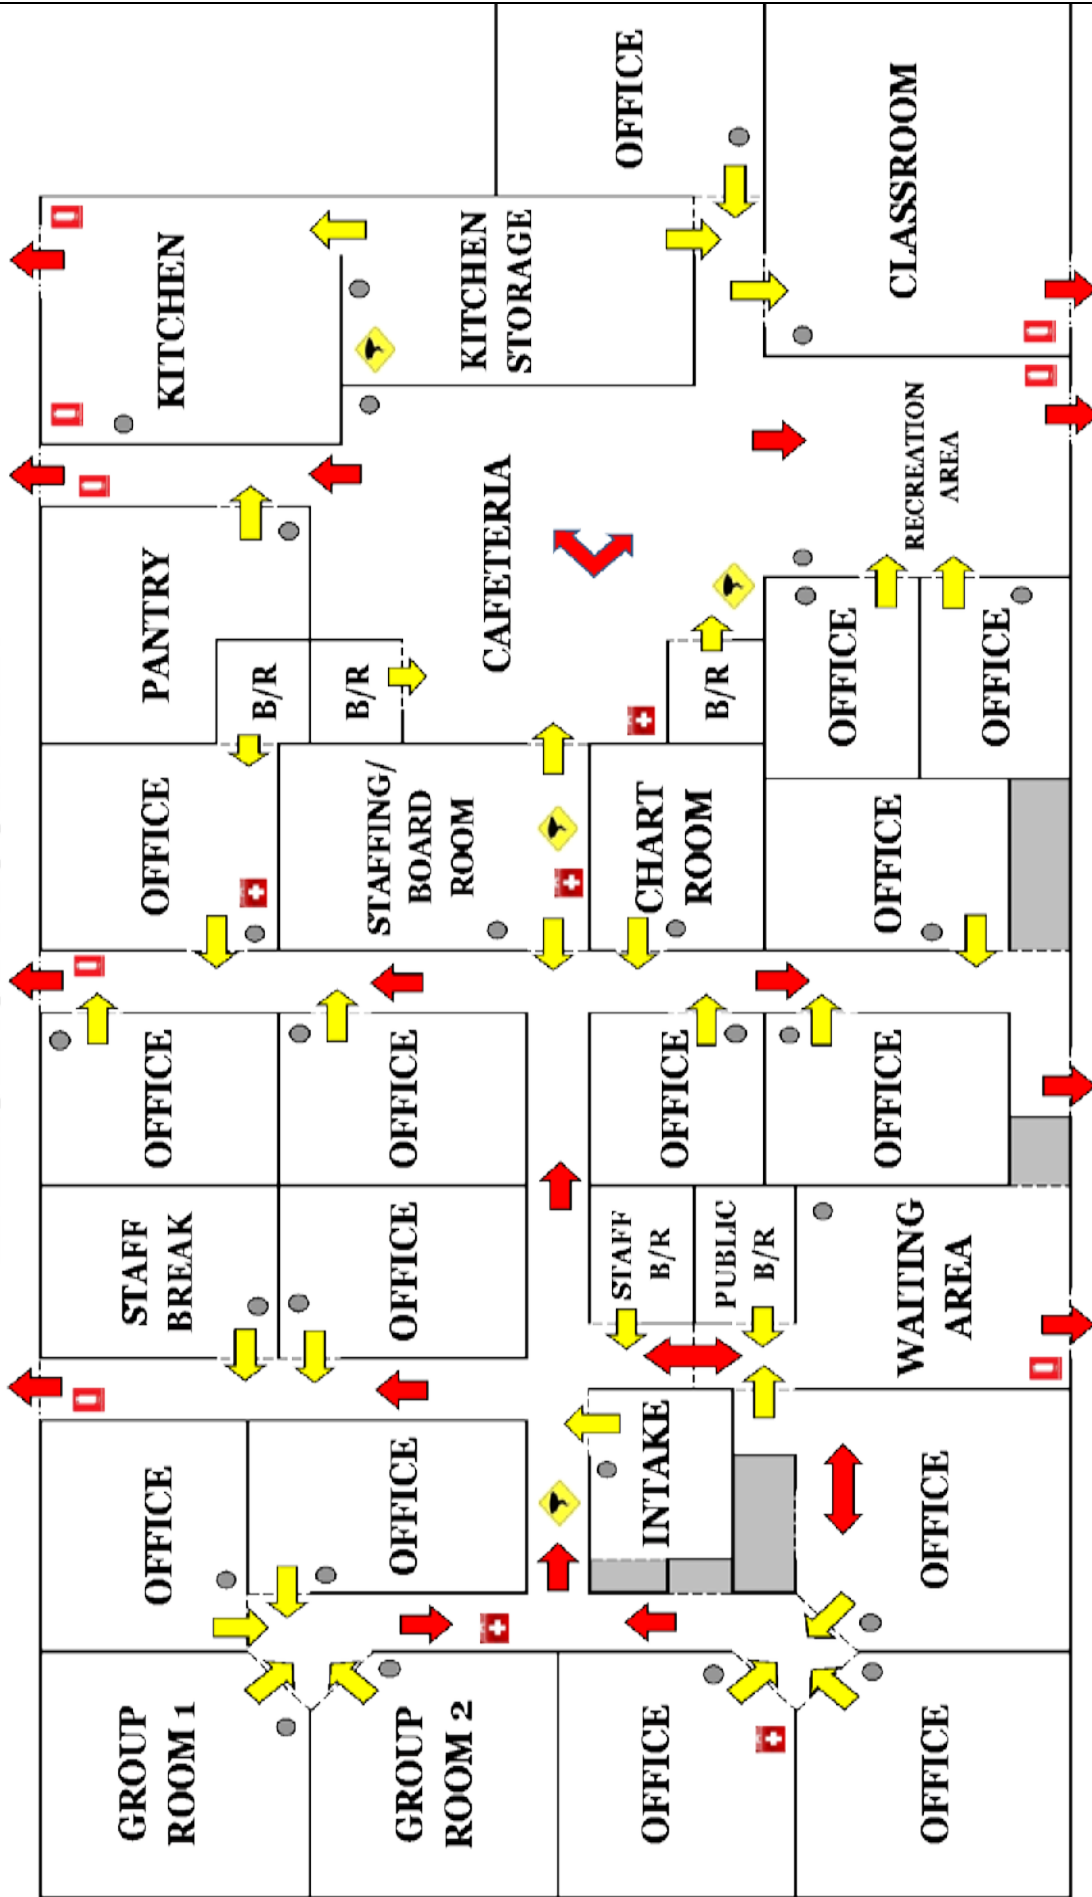 GROUP
ROOM 1
OFFICE
STAFF
BREAK
OFFICE
OFFICE
PANTRY
KITCHEN
B/R
B/R
GROUP
ROOM 2
OFFICE
OFFICE
OFFICE
STAFFING/
BOARD
ROOM
CAFETERIA
KITCHEN
STORAGE
OFFICE
INTAKE
STAFF
B/R
PUBLIC
B/R
OFFICE
CHART
ROOM
B/R
OFFICE
OFFICE
OFFICE
WAITING
AREA
OFFICE
OFFICE
OFFICE
OFFICE
RECREATION
AREA
CLASSROOM